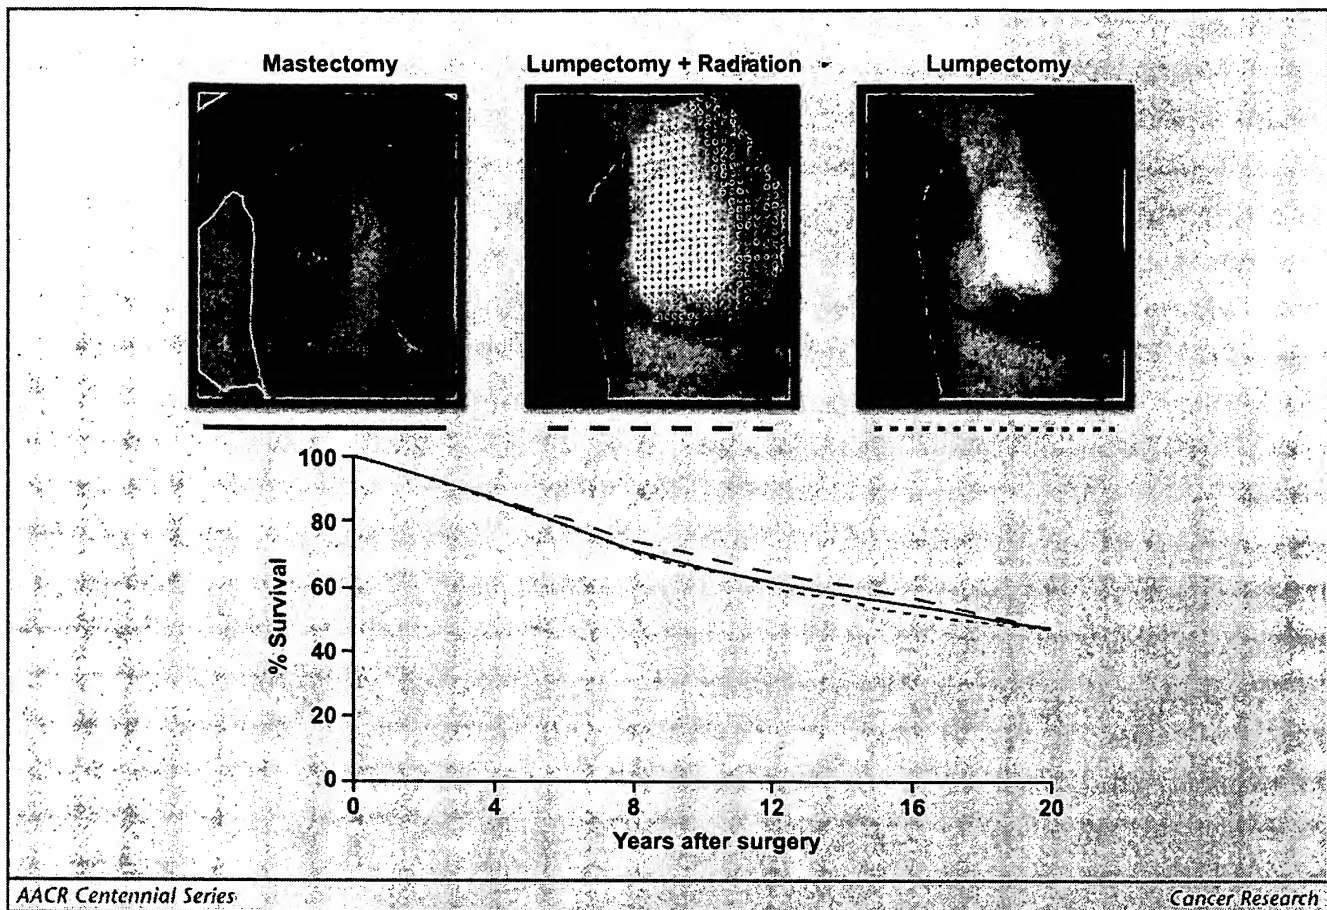 Mastectomy
Lumpectomy + Radiation
Lumpectomy
100
80
60
40
20
0
% Survival
0 4 8 12 16 20
Years after surgery
AACR Centennial Series
Cancer Research